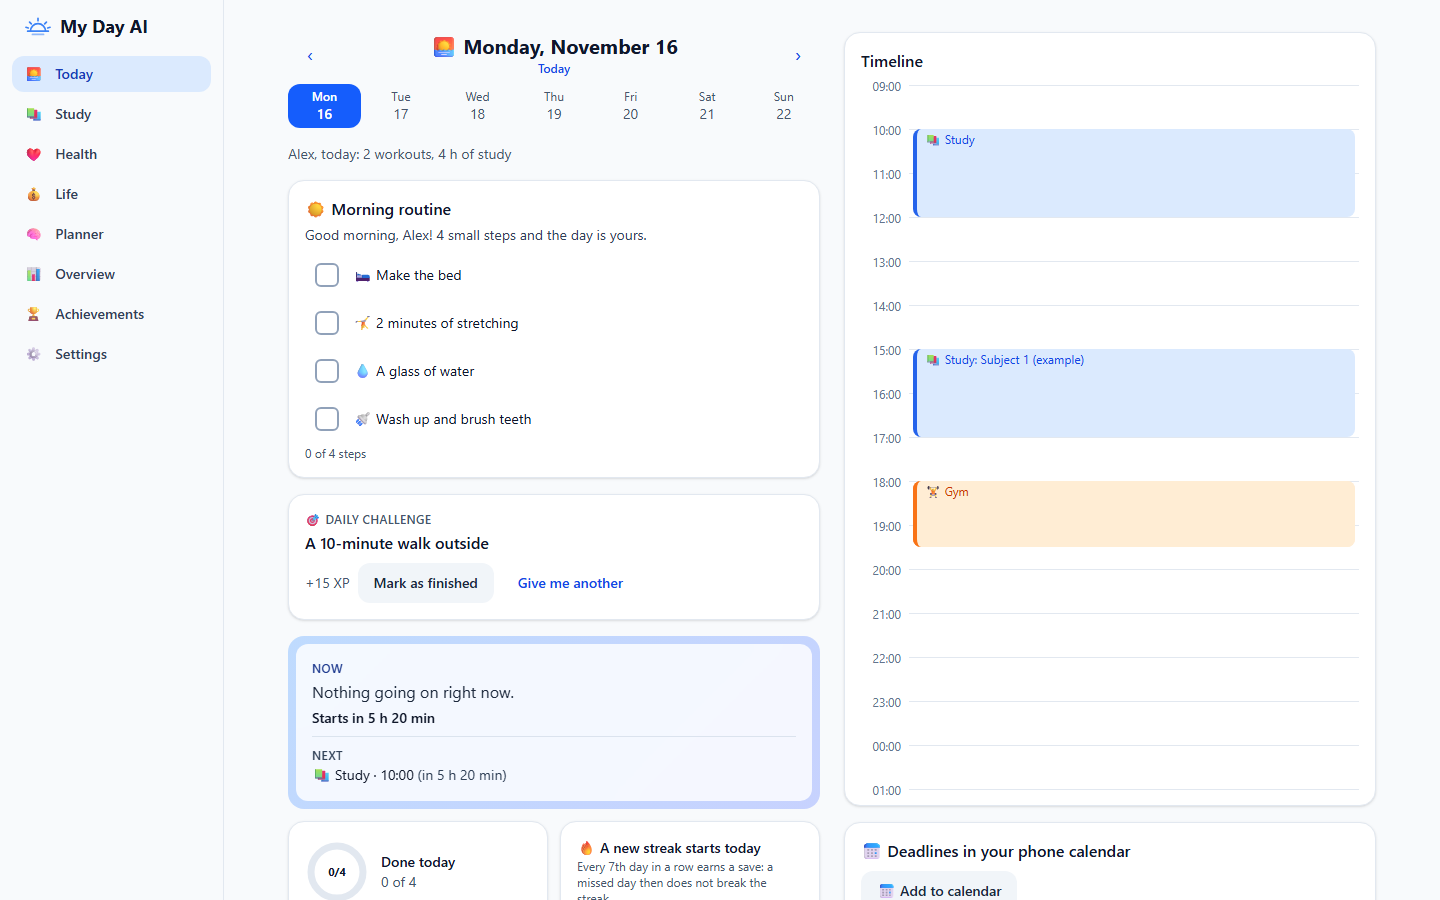 My Day AI
Today
Study
Health
Life
Planner
Overview
Achievements
Settings
‹
Monday, November 16
Today
›
Mon
16
Tue
17
Wed
18
Thu
19
Fri
20
Sat
21
Sun
22
Alex, today: 2 workouts, 4 h of study
Morning routine
Good morning, Alex! 4 small steps and the day is yours.
Make the bed
2 minutes of stretching
A glass of water
Wash up and brush teeth
0 of 4 steps
DAILY CHALLENGE
A 10-minute walk outside
+15 XP
Mark as finished
Give me another
NOW
Nothing going on right now.
Starts in 5 h 20 min
NEXT
Study · 10:00 (in 5 h 20 min)
0/4
Done today
0 of 4
A new streak starts today
Every 7th day in a row earns a save: a
missed day then does not break the
streak.
Timeline
09:00
10:00
Study
11:00
12:00
13:00
14:00
15:00
Study: Subject 1 (example)
16:00
17:00
18:00
Gym
19:00
20:00
21:00
22:00
23:00
00:00
01:00
Deadlines in your phone calendar
Add to calendar